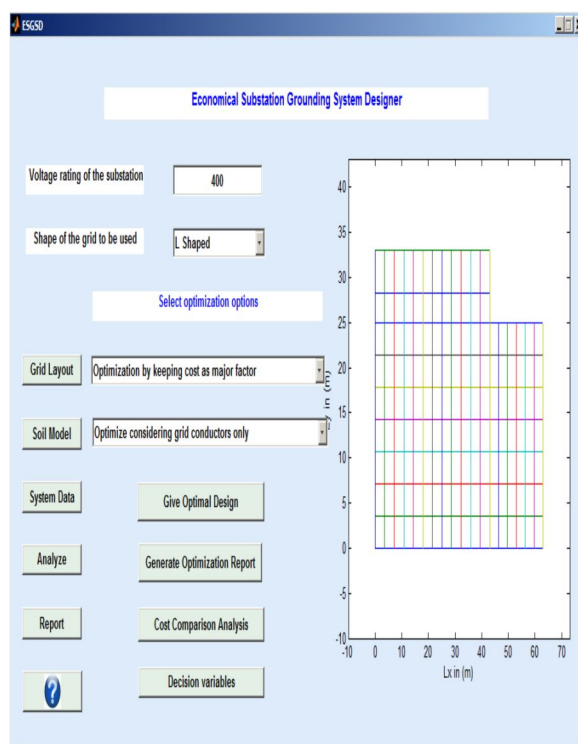 ESGSD
Economical Substation Grounding System Designer
Voltage rating of the substation
400
Shape of the grid to be used
L Shaped
Select optimization options
Grid Layout
Optimization by keeping cost as major factor
Soil Model
Optimize considering grid conductors only
System Data
Give Optimal Design
Analyze
Generate Optimization Report
Report
Cost Comparison Analysis
?
Decision variables
40
35
30
25
20
15
10
5
0
-5
-10
y in (m)
-10 0 10 20 30 40 50 60 70
Lx in (m)